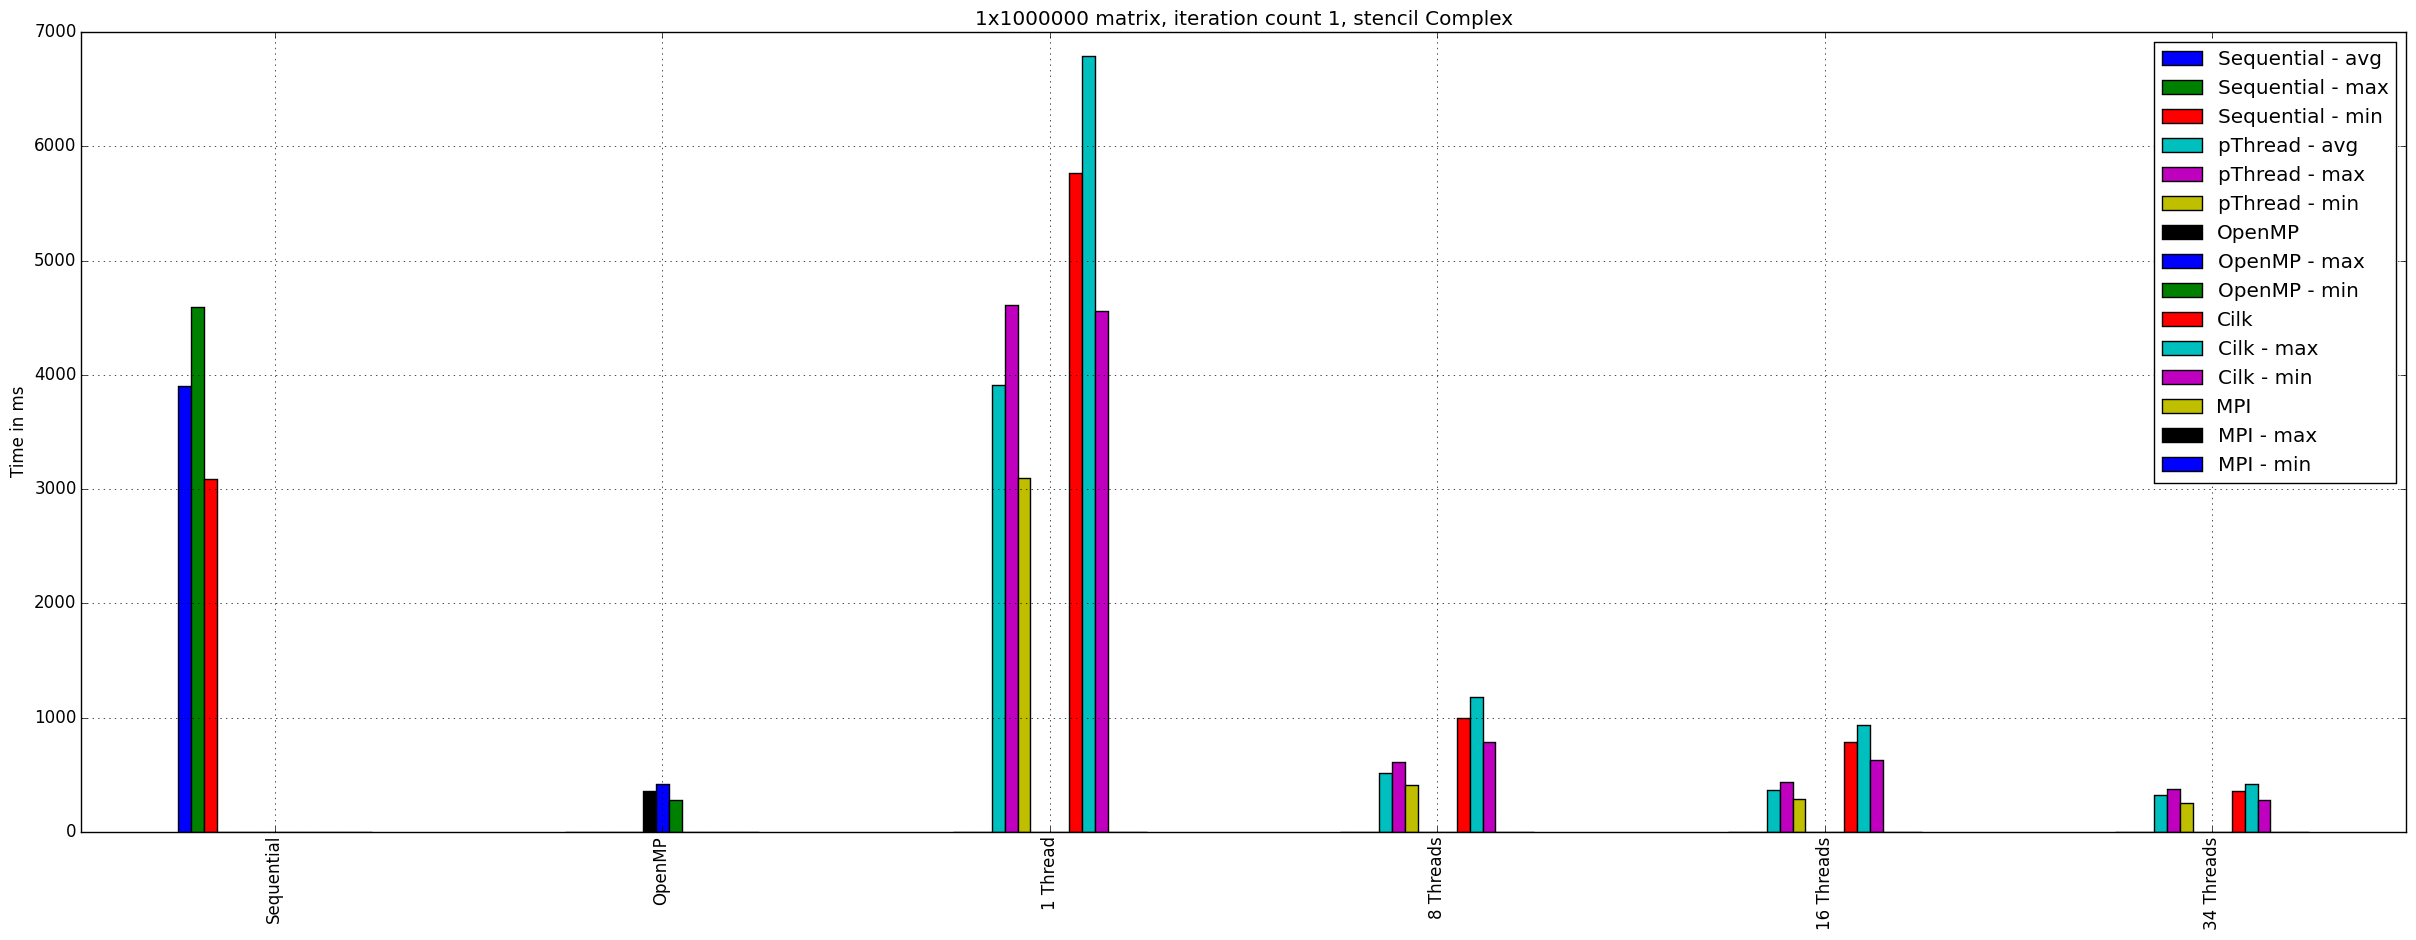 1x1000000 matrix, iteration count 1, stencil Complex
7000
6000
5000
4000
3000
2000
1000
0
Time in ms
Sequential - avg
Sequential - max
Sequential - min
pThread - avg
pThread - max
pThread - min
OpenMP
OpenMP - max
OpenMP - min
Cilk
Cilk - max
Cilk - min
MPI
MPI - max
MPI - min
Sequential
OpenMP
1 Thread
8 Threads
16 Threads
34 Threads